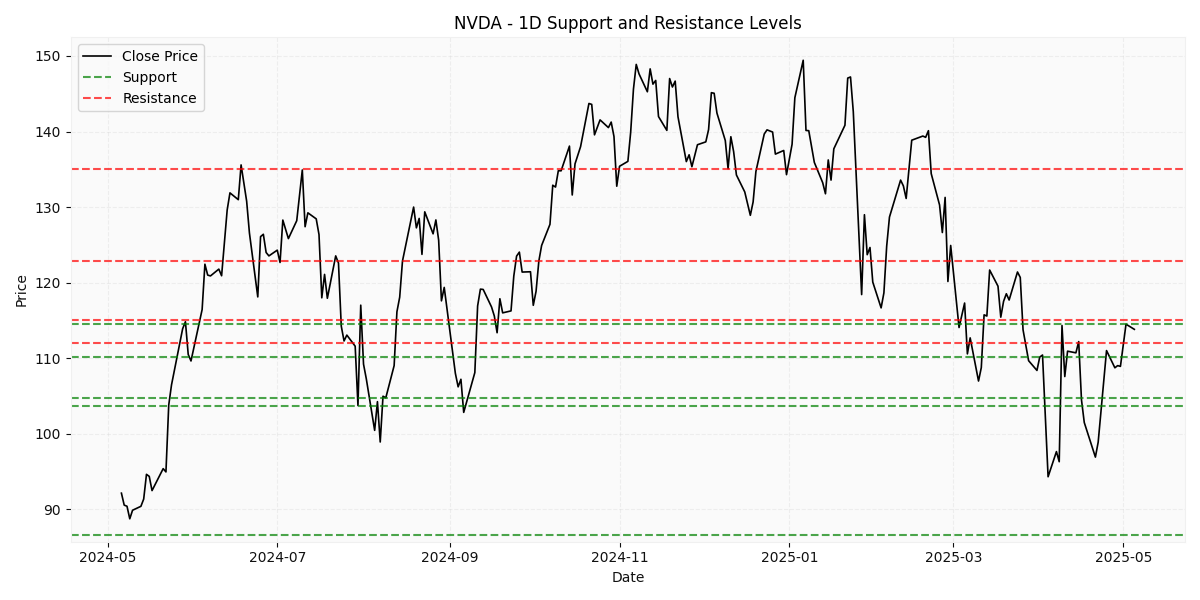 NVDA - 1D Support and Resistance Levels
Close Price
Support
Resistance
150
140
130
120
110
100
90
Price
2024-05 2024-07 2024-09 2024-11 2025-01 2025-03 2025-05
Date